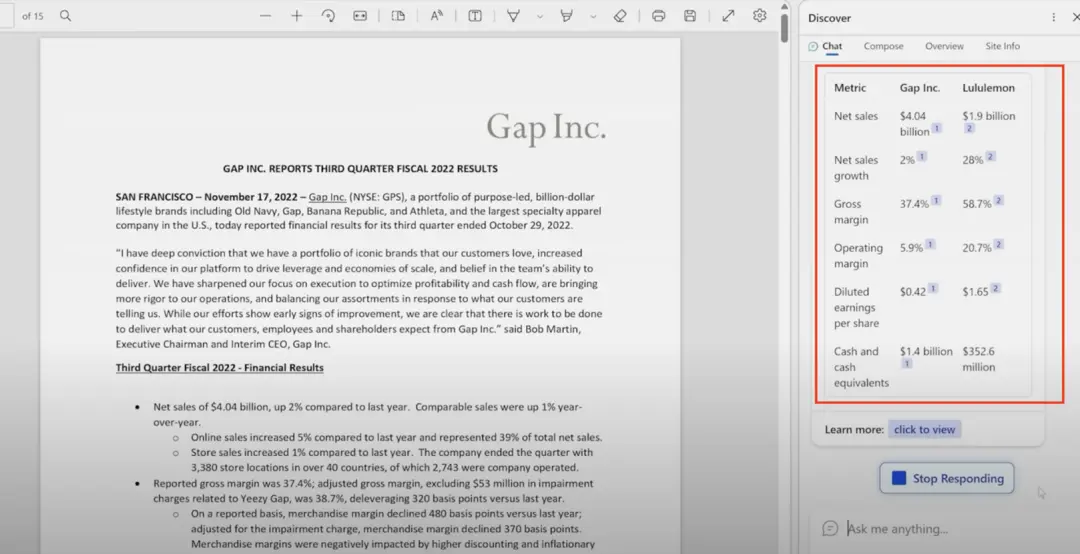 of 15
Gap Inc.
GAP INC. REPORTS THIRD QUARTER FISCAL 2022 RESULTS
SAN FRANCISCO – November 17, 2022 – Gap Inc. (NYSE: GPS), a portfolio of purpose-led, billion-dollar
lifestyle brands including Old Navy, Gap, Banana Republic, and Athleta, and the largest specialty apparel
company in the U.S., today reported financial results for its third quarter ended October 29, 2022.
"I have deep conviction that we have a portfolio of iconic brands that our customers love, increased
confidence in our platform to drive leverage and economies of scale, and belief in the team's ability to
deliver. We have sharpened our focus on execution to optimize profitability and cash flow, are bringing
more rigor to our operations, and balancing our assortments in response to what our customers are
telling us. While our efforts show early signs of improvement, we are clear that there is work to be done
to deliver what our customers, employees and shareholders expect from Gap Inc." said Bob Martin,
Executive Chairman and Interim CEO, Gap Inc.
Third Quarter Fiscal 2022 - Financial Results
• Net sales of $4.04 billion, up 2% compared to last year. Comparable sales were up 1% year-
over-year.
o Online sales increased 5% compared to last year and represented 39% of total net sales.
o Store sales increased 1% compared to last year. The company ended the quarter with
3,380 store locations in over 40 countries, of which 2,743 were company operated.
• Reported gross margin was 37.4%; adjusted gross margin, excluding $53 million in impairment
charges related to Yeezy Gap, was 38.7%, deleveraging 320 basis points versus last year.
o On a reported basis, merchandise margin declined 480 basis points versus last year;
adjusted for the impairment charge, merchandise margin declined 370 basis points.
Merchandise margins were negatively impacted by higher discounting and inflationary
Discover
Chat Compose Overview Site Info
Metric Gap Inc. Lululemon
Net sales $4.04 billion 1 $1.9 billion 2
Net sales growth 2% 1 28% 2
Gross margin 37.4% 1 58.7% 2
Operating margin 5.9% 1 20.7% 2
Diluted earnings per share $0.42 1 $1.65 2
Cash and cash equivalents $1.4 billion 1 $352.6 million
Learn more: click to view
Stop Responding
Ask me anything...